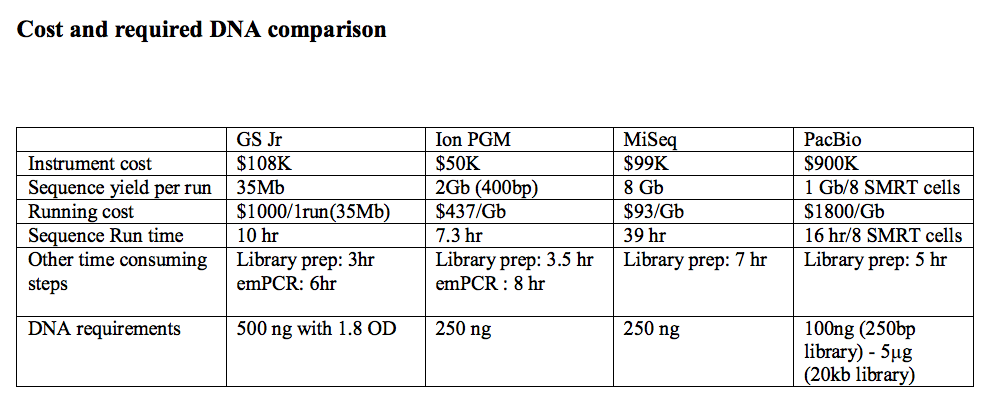 Cost and required DNA comparison
GS Jr Ion PGM MiSeq PacBio
Instrument cost $108K $50K $99K $900K
Sequence yield per run 35Mb 2Gb (400bp) 8 Gb 1 Gb/8 SMRT cells
Running cost $1000/1run(35Mb) $437/Gb $93/Gb $1800/Gb
Sequence Run time 10 hr 7.3 hr 39 hr 16 hr/8 SMRT cells
Other time consuming Library prep: 3hr Library prep: 3.5 hr Library prep: 7 hr Library prep: 5 hr
steps emPCR: 6hr emPCR : 8 hr
DNA requirements 500 ng with 1.8 OD 250 ng 250 ng 100ng (250bp
library) - 5μg
(20kb library)